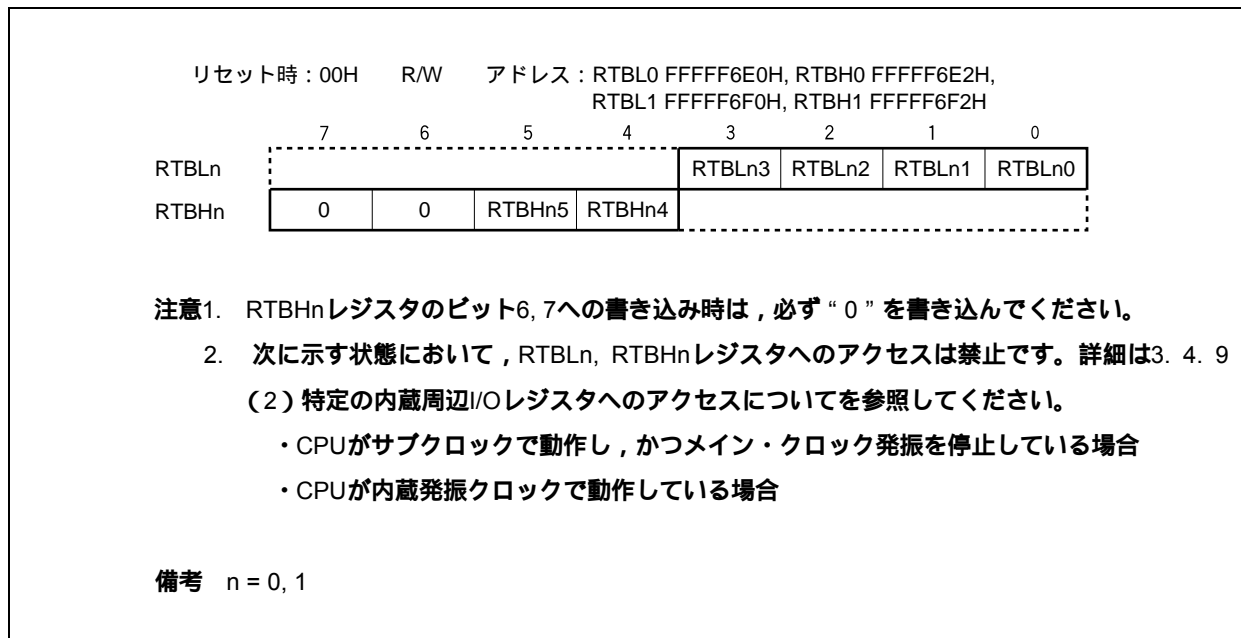 リセット時：00H R/W アドレス：RTBL0 FFFFF6E0H, RTBH0 FFFFF6E2H,
RTBL1 FFFFF6F0H, RTBH1 FFFFF6F2H
7 6 5 4 3 2 1 0
RTBLn RTBLn3 RTBLn2 RTBLn1 RTBLn0
RTBHn 0 0 RTBHn5 RTBHn4
注意1. RTBHnレジスタのビット6, 7への書き込み時は，必ず“0”を書き込んでください。
2. 次に示す状態において，RTBLn, RTBHnレジスタへのアクセスは禁止です。詳細は3. 4. 9
（2）特定の内蔵周辺I/Oレジスタへのアクセスについてを参照してください。
・CPUがサブクロックで動作し，かつメイン・クロック発振を停止している場合
・CPUが内蔵発振クロックで動作している場合
備考 n = 0, 1